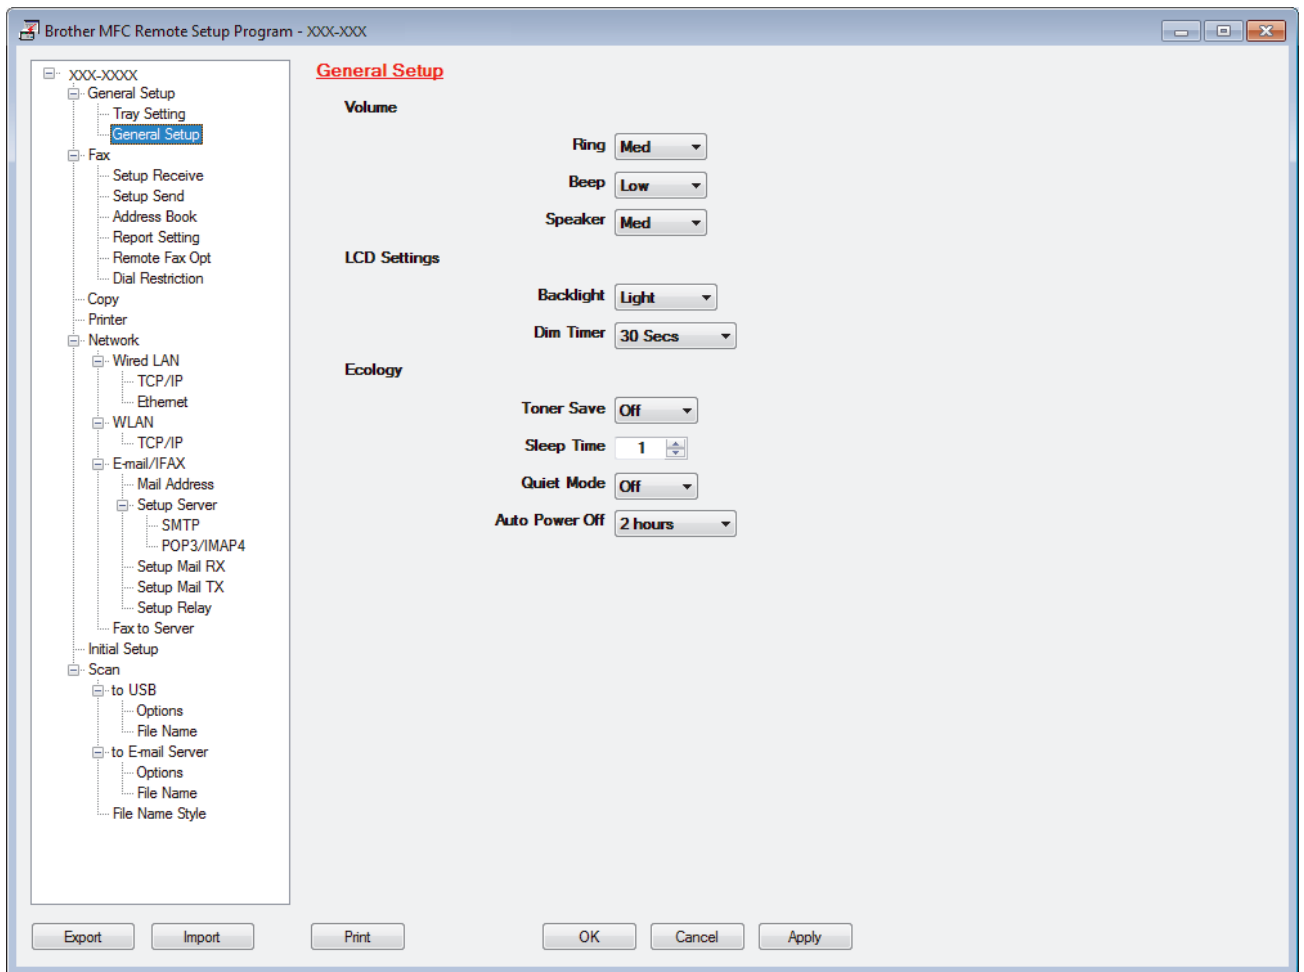 Brother MFC Remote Setup Program - XXX-XXX
XXX-XXXX
General Setup
Tray Setting
General Setup
Fax
Setup Receive
Setup Send
Address Book
Report Setting
Remote Fax Opt
Dial Restriction
Copy
Printer
Network
Wired LAN
TCP/IP
Ethernet
WLAN
TCP/IP
E-mail/IFAX
Mail Address
Setup Server
SMTP
POP3/IMAP4
Setup Mail RX
Setup Mail TX
Setup Relay
Fax to Server
Initial Setup
Scan
to USB
Options
File Name
to E-mail Server
Options
File Name
File Name Style
General Setup
Volume
Ring Med
Beep Low
Speaker Med
LCD Settings
Backlight Light
Dim Timer 30 Secs
Ecology
Toner Save Off
Sleep Time 1
Quiet Mode Off
Auto Power Off 2 hours
Export Import Print OK Cancel Apply